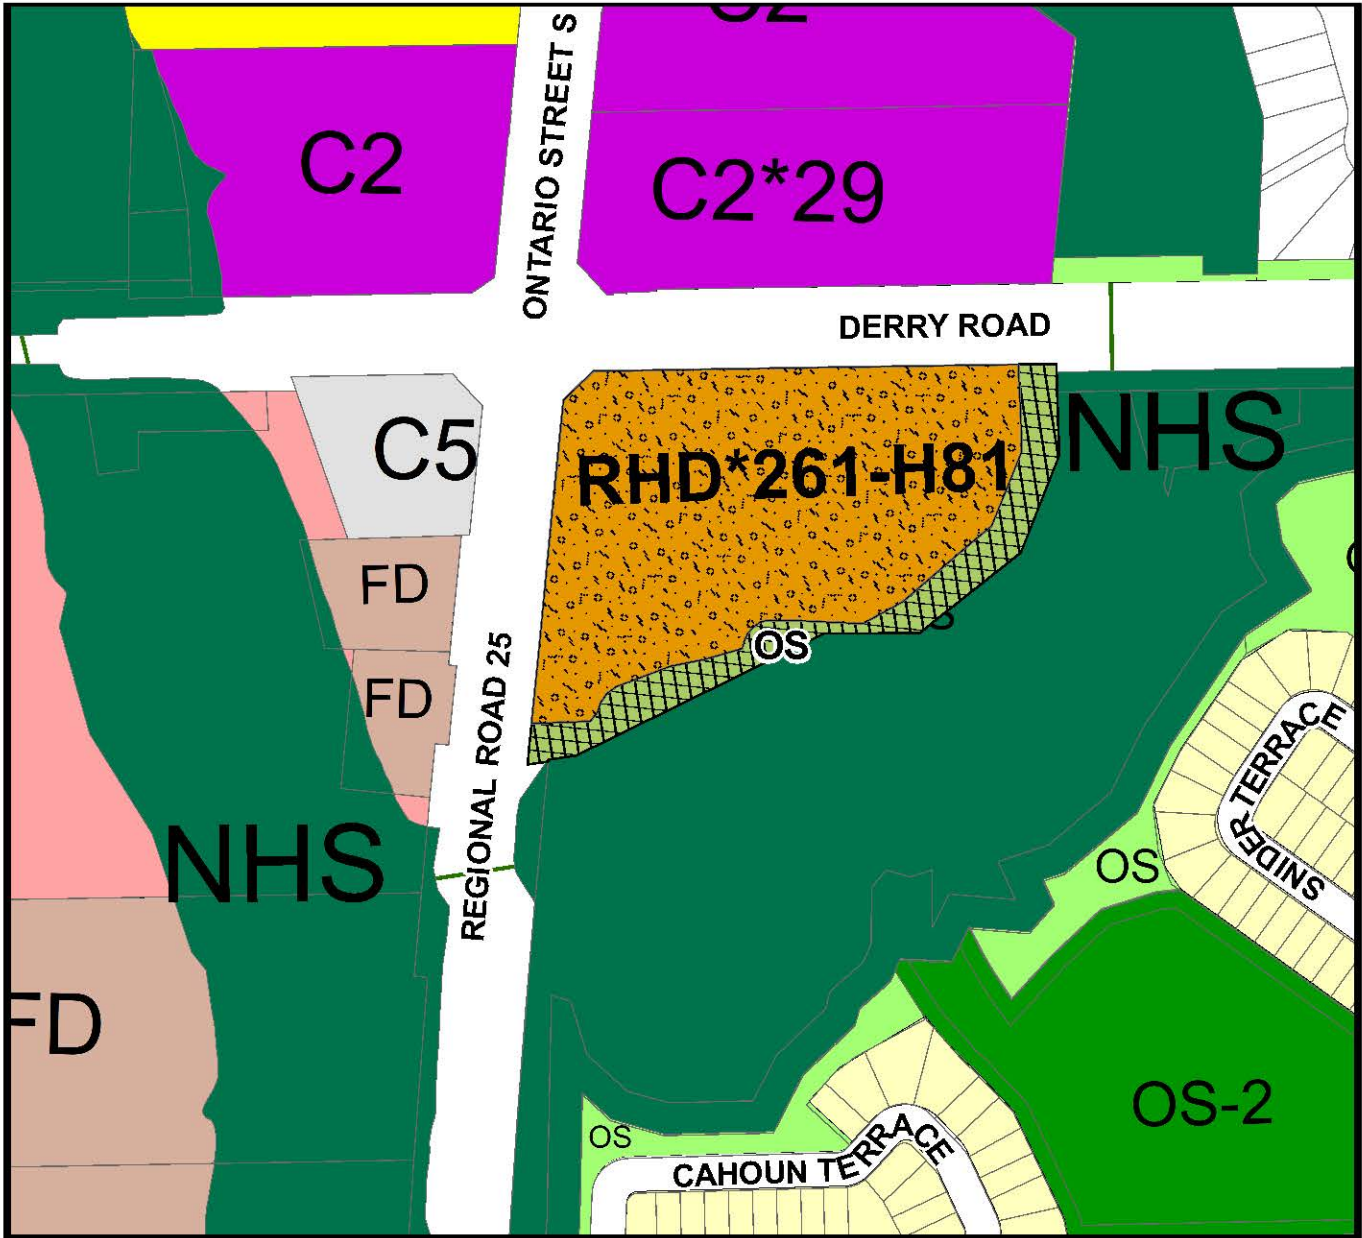 C2
ONTARIO STREET S
C2
C2*29
DERRY ROAD
C5
RHD*261-H81
NHS
FD
OS
FD
REGIONAL ROAD 25
SNIDER TERRACE
NHS
OS
FD
OS-2
OS
CAHOUN TERRACE